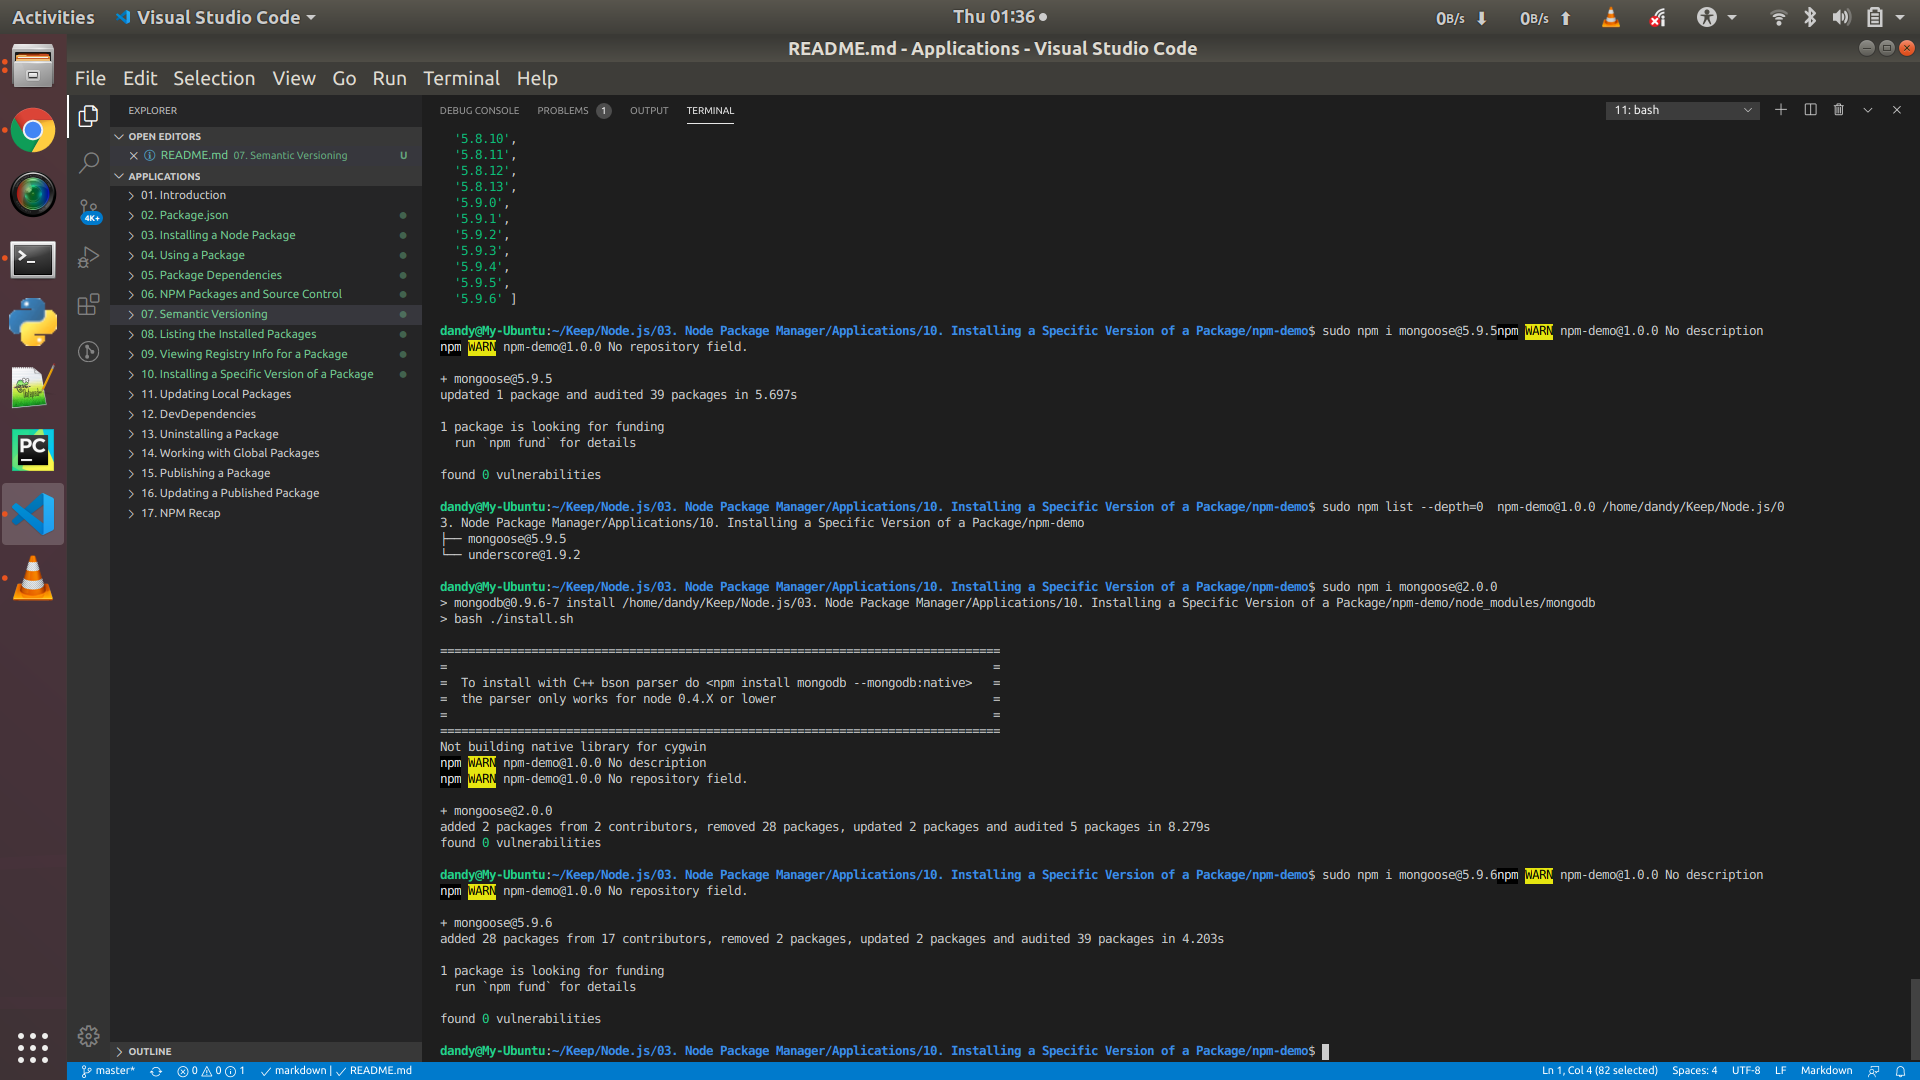 Activities
Visual Studio Code
Thu 01:36
0B/s
0B/s
README.md - Applications - Visual Studio Code
File Edit Selection View Go Run Terminal Help
EXPLORER
OPEN EDITORS
README.md 07. Semantic Versioning U
APPLICATIONS
01. Introduction
02. Package.json
03. Installing a Node Package
04. Using a Package
05. Package Dependencies
06. NPM Packages and Source Control
07. Semantic Versioning
08. Listing the Installed Packages
09. Viewing Registry Info for a Package
10. Installing a Specific Version of a Package
11. Updating Local Packages
12. DevDependencies
13. Uninstalling a Package
14. Working with Global Packages
15. Publishing a Package
16. Updating a Published Package
17. NPM Recap
OUTLINE
4K+
PC
DEBUG CONSOLE PROBLEMS 1 OUTPUT TERMINAL
11: bash
'5.8.10',
'5.8.11',
'5.8.12',
'5.8.13',
'5.9.0',
'5.9.1',
'5.9.2',
'5.9.3',
'5.9.4',
'5.9.5',
'5.9.6' ]
dandy@My-Ubuntu:~/Keep/Node.js/03. Node Package Manager/Applications/10. Installing a Specific Version of a Package/npm-demo$ sudo npm i mongoose@5.9.5npm WARN npm-demo@1.0.0 No description
npm WARN npm-demo@1.0.0 No repository field.
+ mongoose@5.9.5
updated 1 package and audited 39 packages in 5.697s
1 package is looking for funding
run `npm fund` for details
found 0 vulnerabilities
dandy@My-Ubuntu:~/Keep/Node.js/03. Node Package Manager/Applications/10. Installing a Specific Version of a Package/npm-demo$ sudo npm list --depth=0 npm-demo@1.0.0 /home/dandy/Keep/Node.js/0
3. Node Package Manager/Applications/10. Installing a Specific Version of a Package/npm-demo
├── mongoose@5.9.5
└── underscore@1.9.2
dandy@My-Ubuntu:~/Keep/Node.js/03. Node Package Manager/Applications/10. Installing a Specific Version of a Package/npm-demo$ sudo npm i mongoose@2.0.0
> mongodb@0.9.6-7 install /home/dandy/Keep/Node.js/03. Node Package Manager/Applications/10. Installing a Specific Version of a Package/npm-demo/node_modules/mongodb
> bash ./install.sh
================================================================================
= =
= To install with C++ bson parser do <npm install mongodb --mongodb:native> =
= the parser only works for node 0.4.X or lower =
= =
================================================================================
Not building native library for cygwin
npm WARN npm-demo@1.0.0 No description
npm WARN npm-demo@1.0.0 No repository field.
+ mongoose@2.0.0
added 2 packages from 2 contributors, removed 28 packages, updated 2 packages and audited 5 packages in 8.279s
found 0 vulnerabilities
dandy@My-Ubuntu:~/Keep/Node.js/03. Node Package Manager/Applications/10. Installing a Specific Version of a Package/npm-demo$ sudo npm i mongoose@5.9.6npm WARN npm-demo@1.0.0 No description
npm WARN npm-demo@1.0.0 No repository field.
+ mongoose@5.9.6
added 28 packages from 17 contributors, removed 2 packages, updated 2 packages and audited 39 packages in 4.203s
1 package is looking for funding
run `npm fund` for details
found 0 vulnerabilities
dandy@My-Ubuntu:~/Keep/Node.js/03. Node Package Manager/Applications/10. Installing a Specific Version of a Package/npm-demo$
master* 0 0 1 markdown | README.md
Ln 1, Col 4 (82 selected) Spaces: 4 UTF-8 LF Markdown